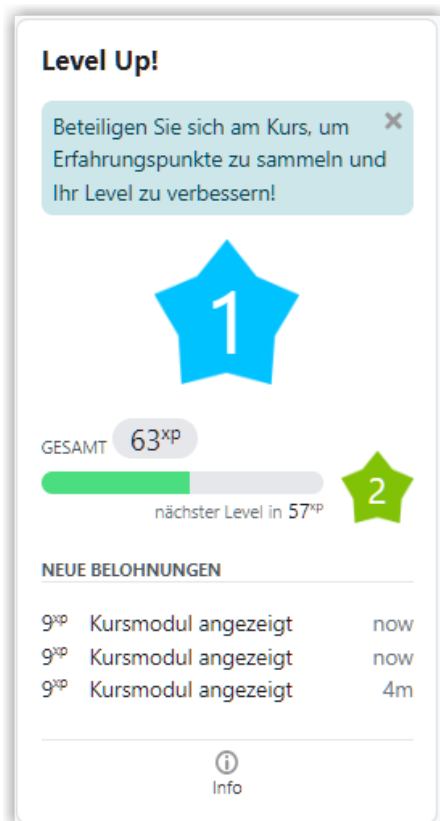 Level Up!
Beteiligen Sie sich am Kurs, um
Erfahrungspunkte zu sammeln und
Ihr Level zu verbessern!
1
GESAMT 63xp
2
nächster Level in 57xp
NEUE BELOHNUNGEN
9xp Kursmodul angezeigt now
9xp Kursmodul angezeigt now
9xp Kursmodul angezeigt 4m
Info